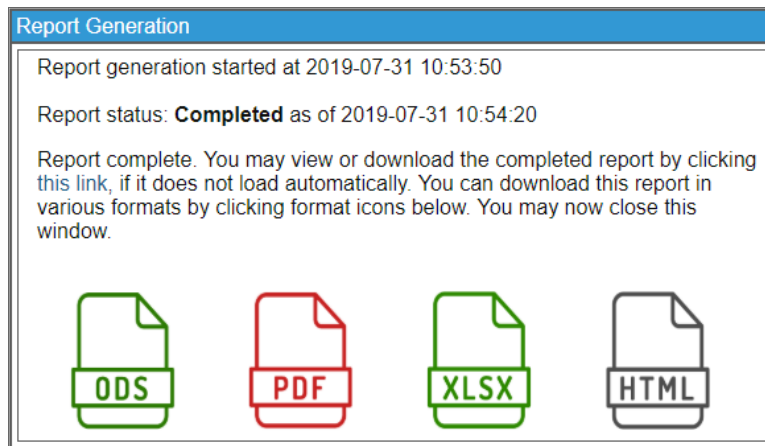 Report Generation
Report generation started at 2019-07-31 10:53:50
Report status: Completed as of 2019-07-31 10:54:20
Report complete. You may view or download the completed report by clicking
this link, if it does not load automatically. You can download this report in
various formats by clicking format icons below. You may now close this
window.
ODS PDF XLSX HTML